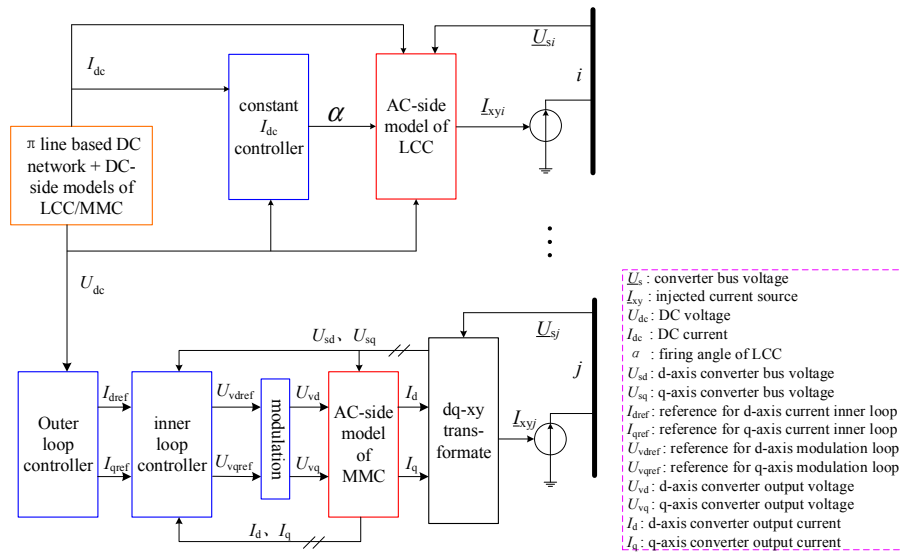 I_dc
U_si
i
constant
I_dc
controller
α
AC-side
model of
LCC
I_xyi
π line based DC
network + DC-
side models of
LCC/MMC
U_dc
U_sd、U_sq
U_sj
j
Outer
loop
controller
I_dref
I_qref
inner
loop
controller
U_vdref
U_vqref
modulation
U_vd
U_vq
AC-side
model
of
MMC
I_d
I_q
dq-xy
trans-
formate
I_xyj
I_d、I_q
U_s : converter bus voltage
I_xy : injected current source
U_dc : DC voltage
I_dc : DC current
α : firing angle of LCC
U_sd : d-axis converter bus voltage
U_sq : q-axis converter bus voltage
I_dref : reference for d-axis current inner loop
I_qref : reference for q-axis current inner loop
U_vdref : reference for d-axis modulation loop
U_vqref : reference for q-axis modulation loop
U_vd : d-axis converter output voltage
U_vq : q-axis converter output voltage
I_d : d-axis converter output current
I_q : q-axis converter output current